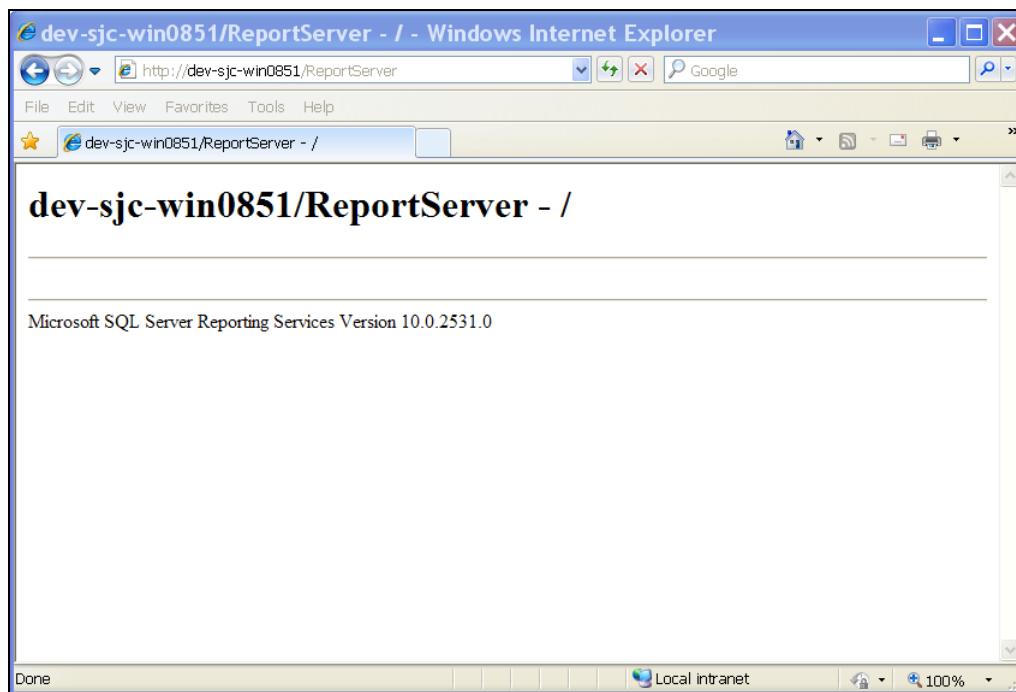 dev-sjc-win0851/ReportServer - / - Windows Internet Explorer
http://dev-sjc-win0851/ReportServer
Google
File Edit View Favorites Tools Help
dev-sjc-win0851/ReportServer - /
»
dev-sjc-win0851/ReportServer - /
Microsoft SQL Server Reporting Services Version 10.0.2531.0
Done
Local intranet
100%